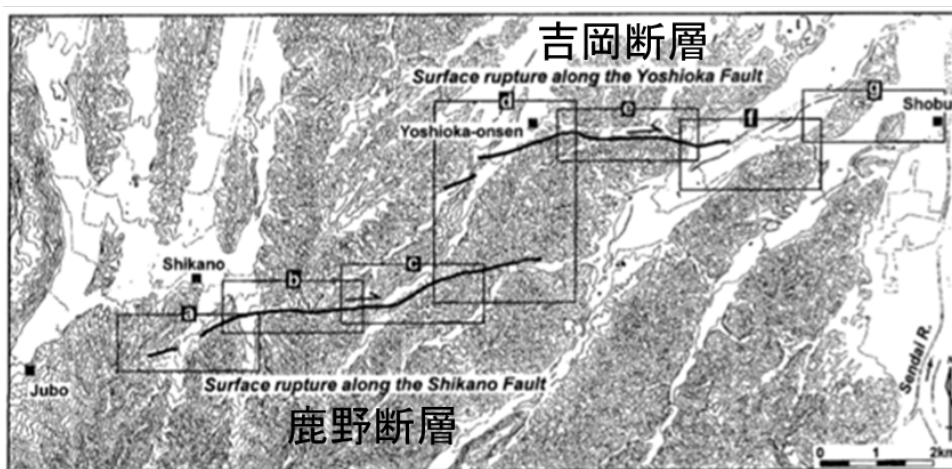 吉岡断層
Surface rupture along the Yoshioka Fault
d
e
f
g
Shobu
Yoshioka-onsen
Shikano
a
b
c
Jubo
Surface rupture along the Shikano Fault
鹿野断層
Sendai R.
0 1